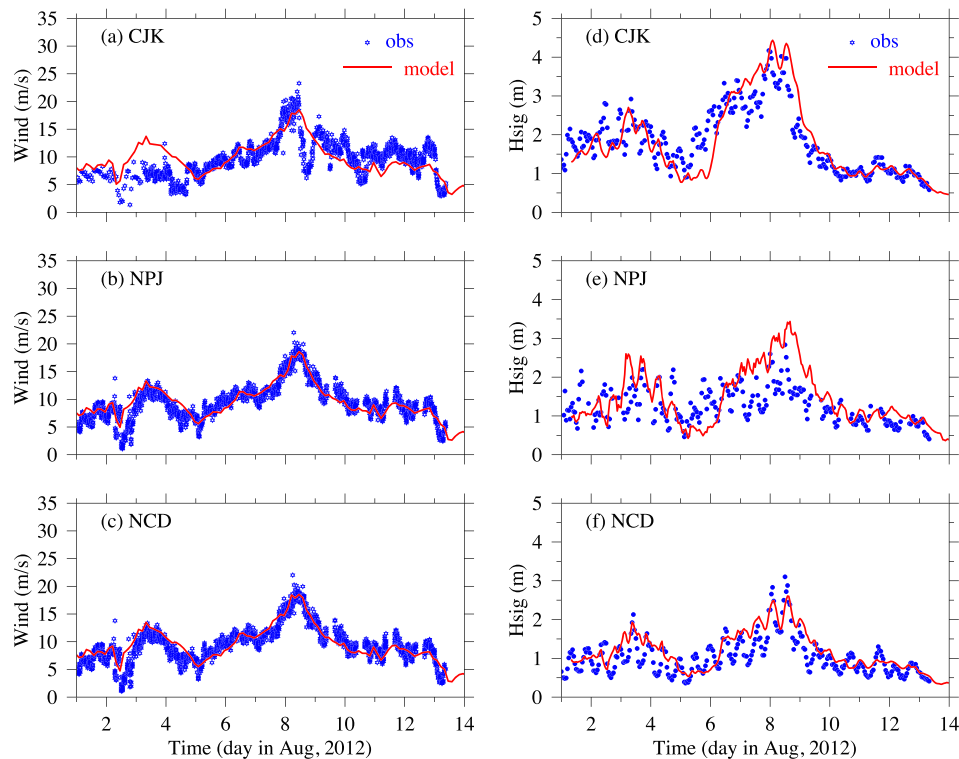 (a) CJK
obs
model
Wind (m/s)
35
30
25
20
15
10
5
0
(d) CJK
obs
model
Hsig (m)
5
4
3
2
1
0
(b) NPJ
Wind (m/s)
35
30
25
20
15
10
5
0
(e) NPJ
Hsig (m)
5
4
3
2
1
0
(c) NCD
Wind (m/s)
35
30
25
20
15
10
5
0
2 4 6 8 10 12 14
Time (day in Aug, 2012)
(f) NCD
Hsig (m)
5
4
3
2
1
0
2 4 6 8 10 12 14
Time (day in Aug, 2012)